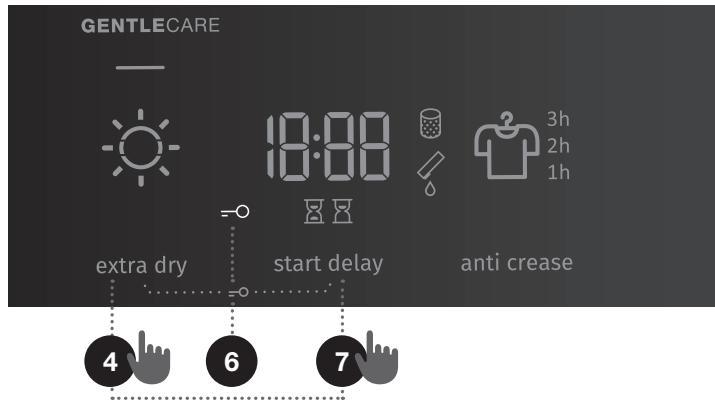 GENTLECARE
18:88
3h
2h
1h
extra dry
start delay
anti crease
4
6
7